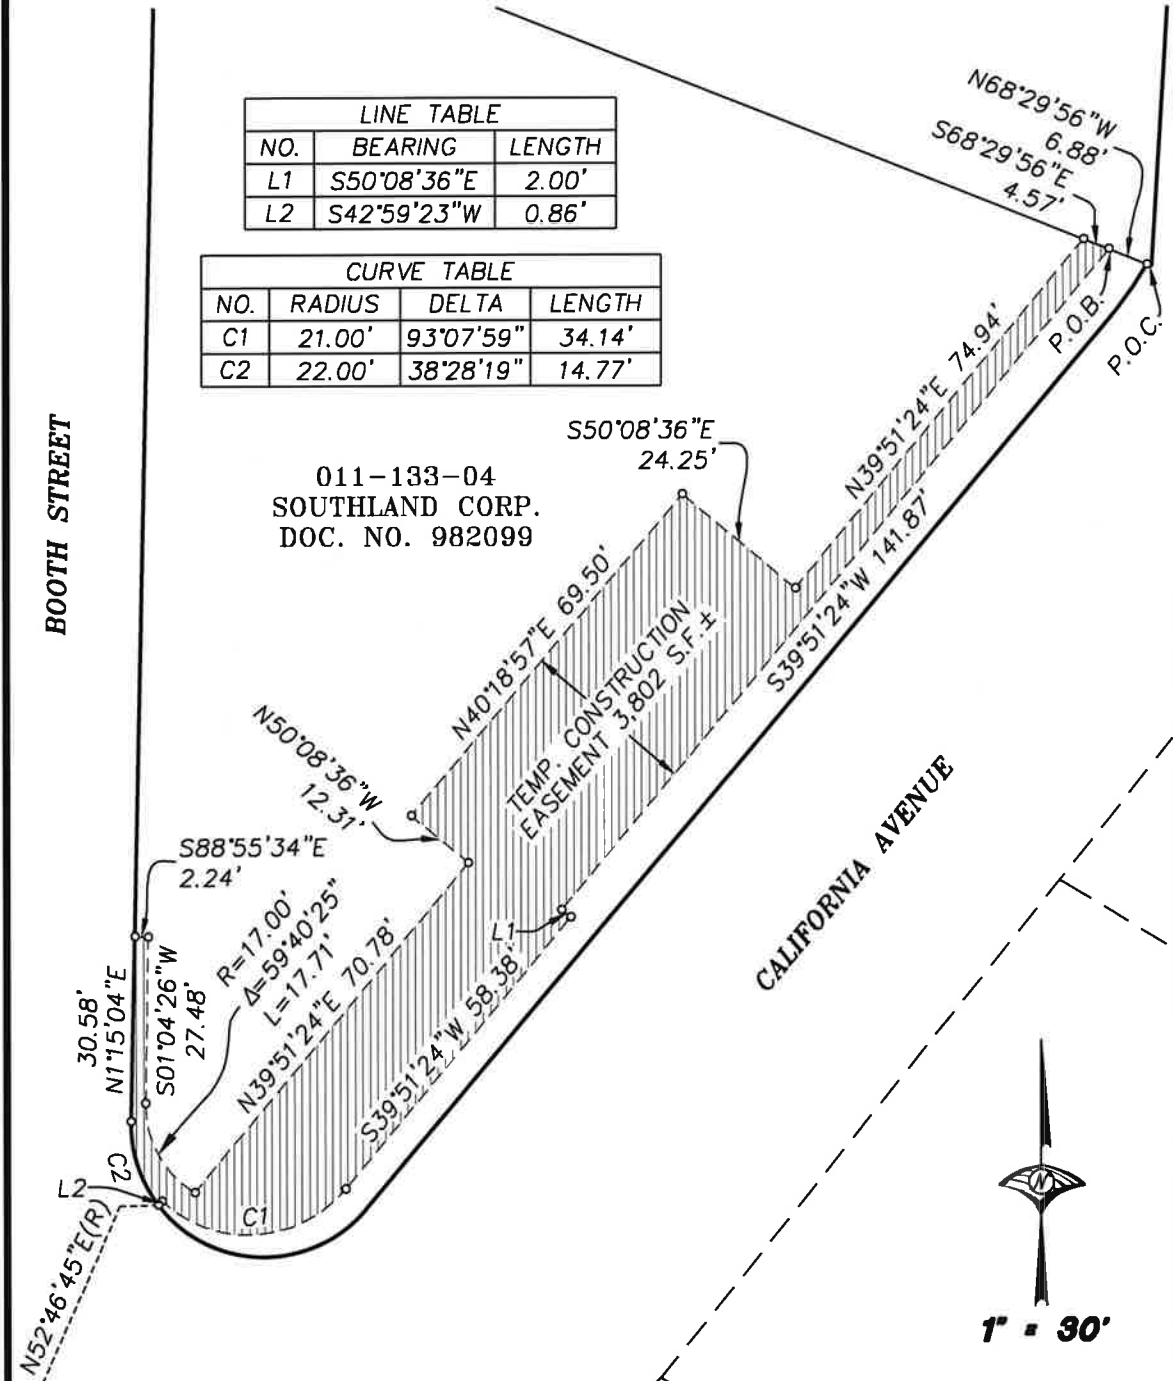 N68°29'56"W
6.88'
S68°29'56"E
4.57'
LINE TABLE
NO. BEARING LENGTH
L1 S50°08'36"E 2.00'
L2 S42°59'23"W 0.86'
CURVE TABLE
NO. RADIUS DELTA LENGTH
C1 21.00' 93°07'59" 34.14'
C2 22.00' 38°28'19" 14.77'
P.O.B.
P.O.C.
N39°51'24"E 74.94'
S50°08'36"E
24.25'
011-133-04
SOUTHLAND CORP.
DOC. NO. 982099
BOOTH STREET
S39°51'24"W 141.87'
N40°18'57"E 69.50'
TEMP. CONSTRUCTION
EASEMENT 3,802 S.F.±
N50°08'36"W
12.31'
CALIFORNIA AVENUE
S88°55'34"E
2.24'
R=17.00'
Δ=59°40'25"
L=17.71'
L1
30.58'
N1°15'04"E
S01°04'26"W
27.48'
N39°51'24"E 70.78'
S39°51'24"W 58.38'
C2
L2
C1
N52°46'45"E(R)
N
1" = 30'